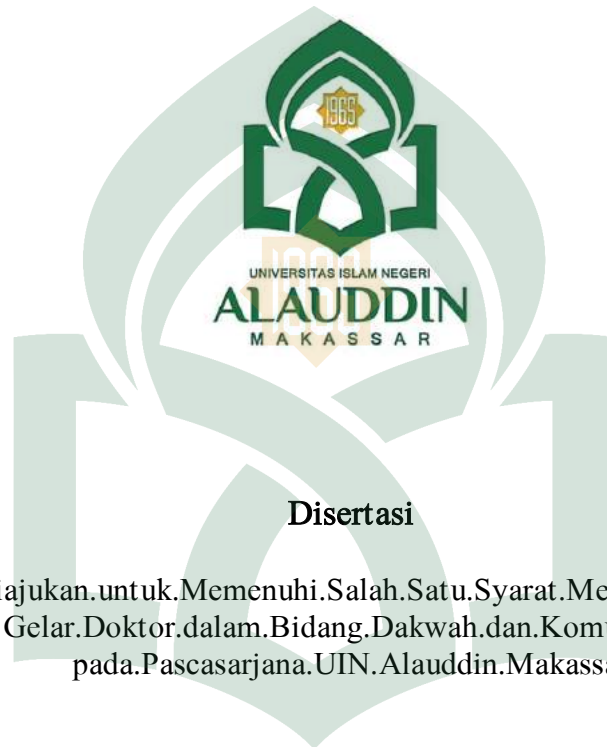 1965
UNIVERSITAS ISLAM NEGERI
ALAUDDIN
MAKASSAR
Disertasi
iajukan.untuk.Memenuhi.Salah.Satu.Syarat.Me
Gelar.Doktor.dalam.Bidang.Dakwah.dan.Kom
pada.Pascasarjana.UIN.Alauddin.Makass